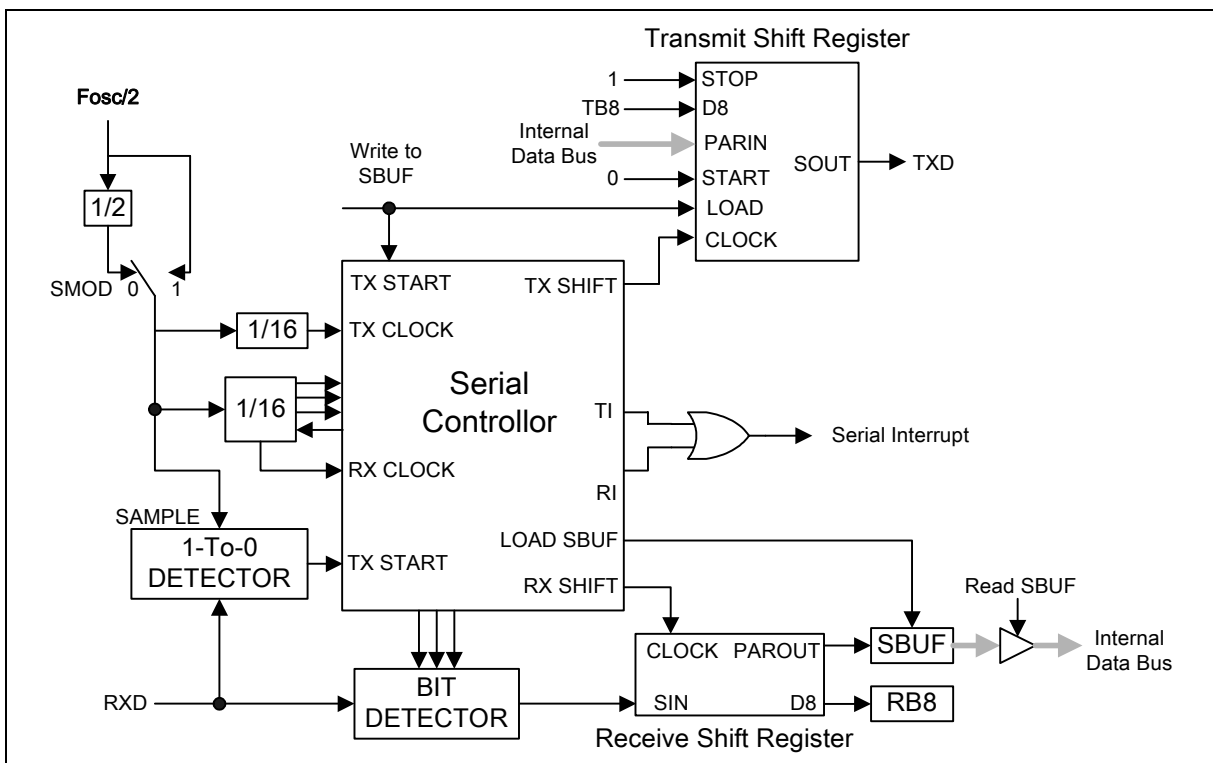 Transmit Shift Register
Fosc/2
1
STOP
TB8
D8
Internal
Data Bus
PARIN
Write to
SBUF
SOUT
TXD
0
START
LOAD
1/2
CLOCK
SMOD
0
1
TX START
TX SHIFT
1/16
TX CLOCK
1/16
Serial
Controllor
TI
Serial Interrupt
RX CLOCK
RI
SAMPLE
1-To-0
DETECTOR
TX START
LOAD SBUF
RX SHIFT
Read SBUF
CLOCK
PAROUT
SBUF
Internal
Data Bus
RXD
BIT
DETECTOR
SIN
D8
RB8
Receive Shift Register